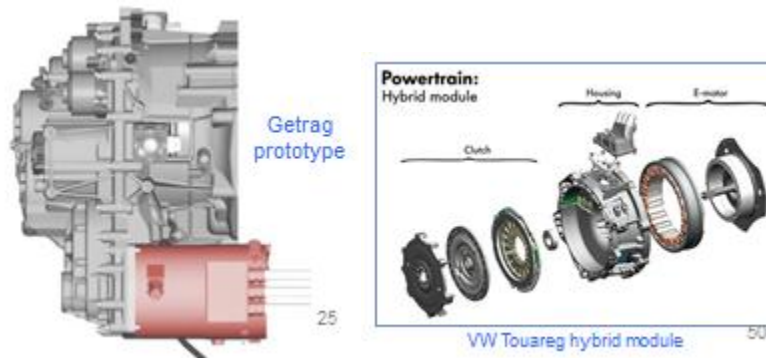 Getrag
prototype
25
Powertrain:
Hybrid module
Housing
E-motor
Clutch
VW Touareg hybrid module
50